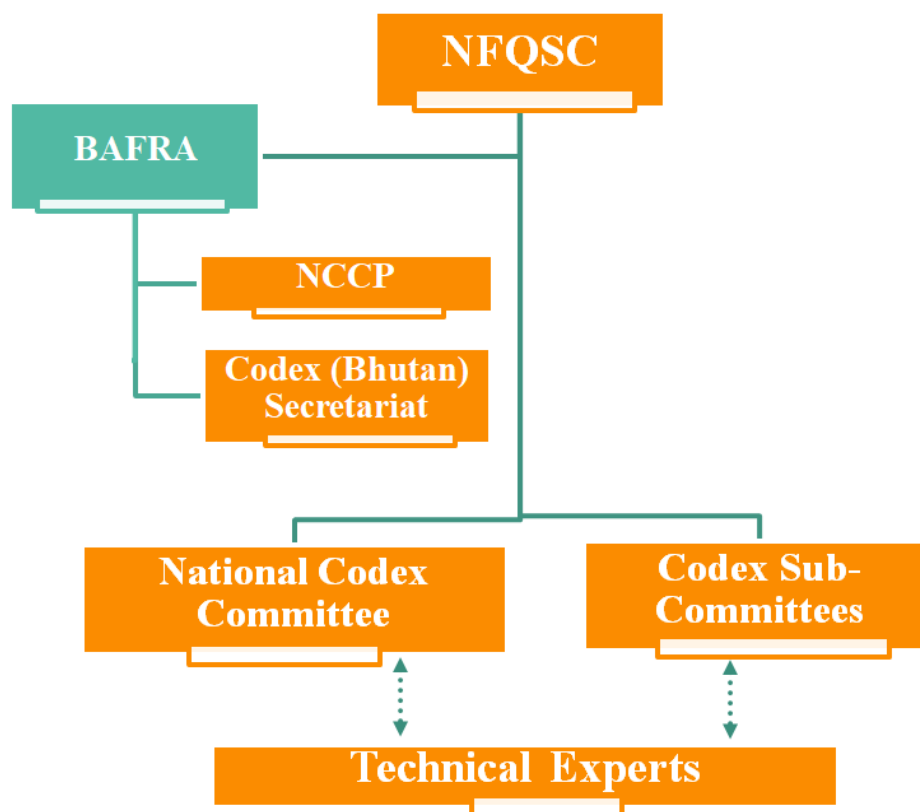 NFQSC
BAFRA
NCCP
Codex (Bhutan)
Secretariat
National Codex
Committee
Codex Sub-
Committees
Technical Experts